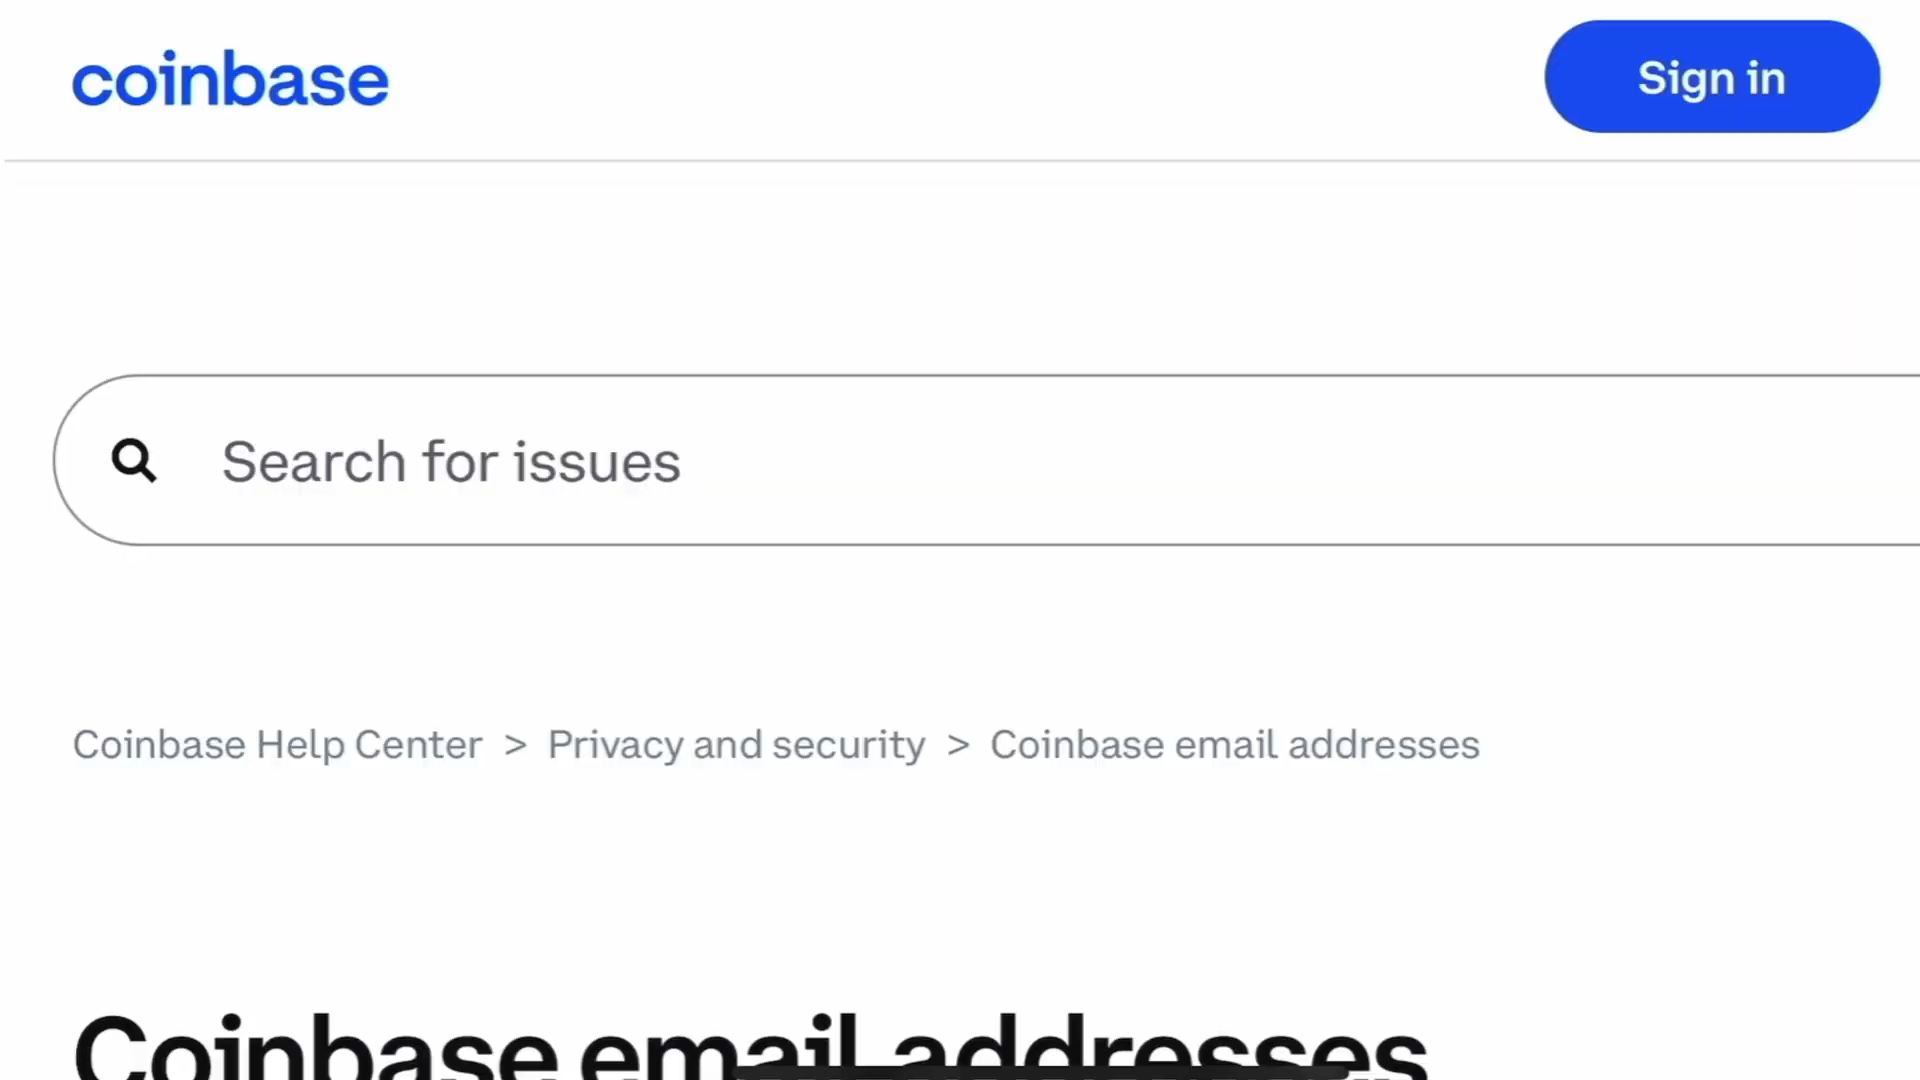 coinbase
Sign in
Search for issues
Coinbase Help Center > Privacy and security > Coinbase email addresses
Coinbase email addresses